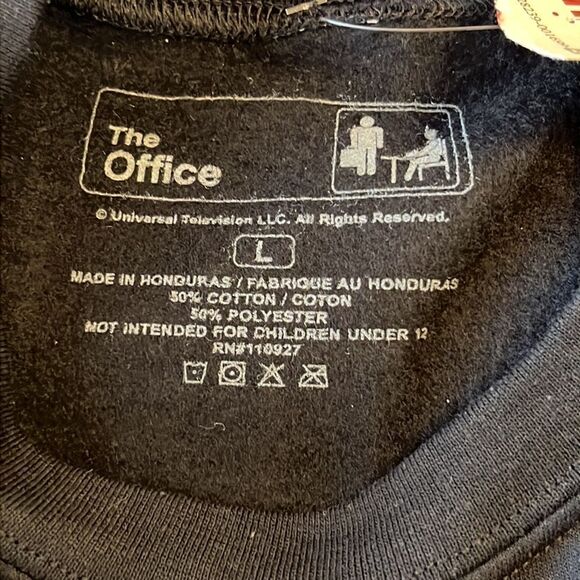 The
Office
© Universal Television LLC. All Rights Reserved.
L
MADE IN HONDURAS / FABRIQUE AU HONDURAS
50% COTTON / COTON
50% POLYESTER
NOT INTENDED FOR CHILDREN UNDER 12
RN#110927